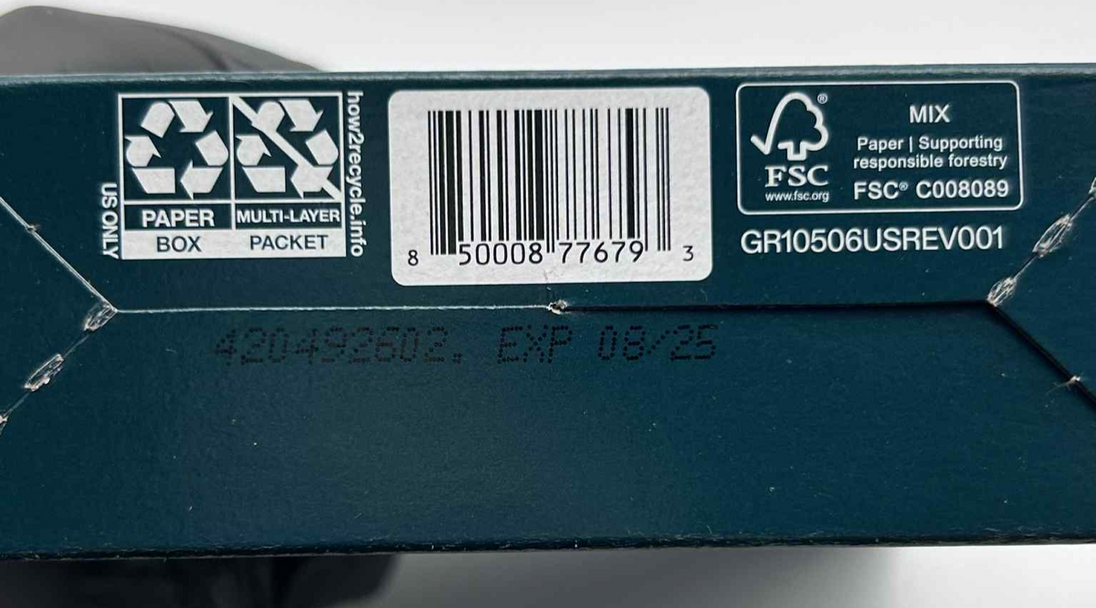 US ONLY
PAPER
BOX
MULTI-LAYER
PACKET
how2recycle.info
8 50008 77679 3
FSC
www.fsc.org
MIX
Paper | Supporting
responsible forestry
FSC® C008089
GR10506USREV001
420492602. EXP 08/25